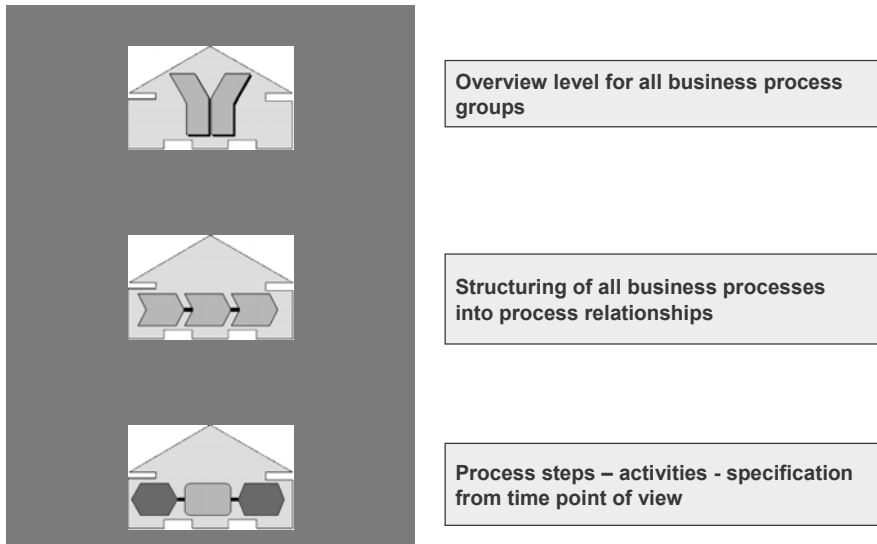 Overview level for all business process
groups
Structuring of all business processes
into process relationships
Process steps – activities - specification
from time point of view